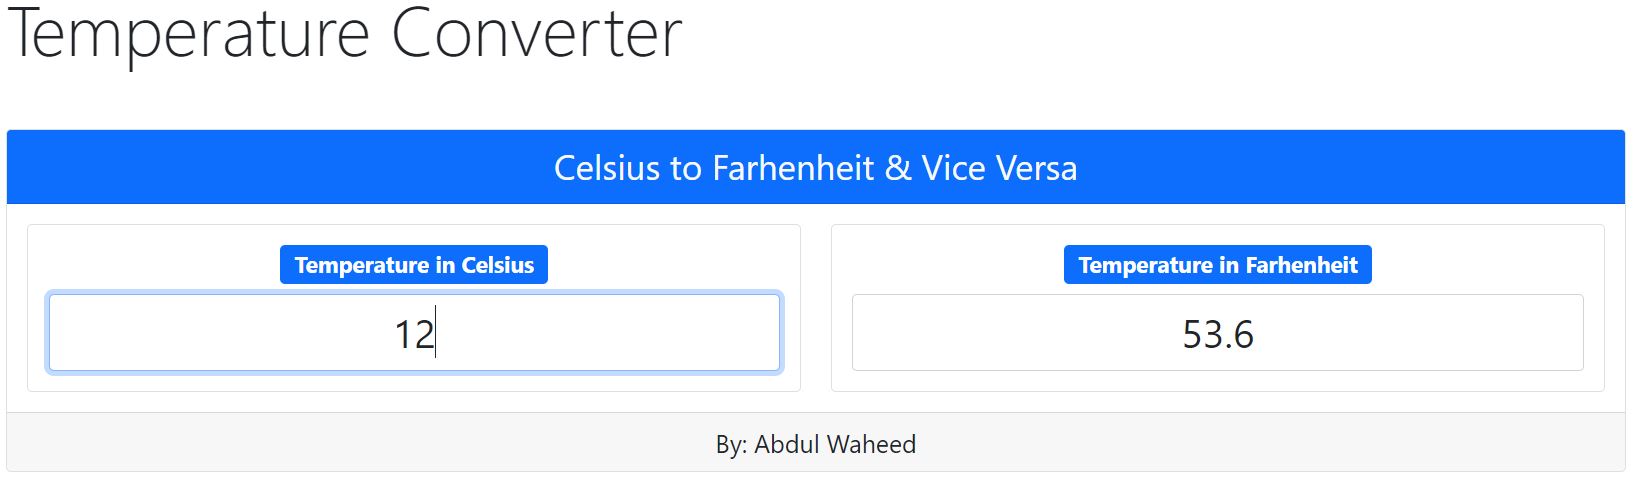 Temperature Converter
Celsius to Farhenheit & Vice Versa
Temperature in Celsius
12
Temperature in Farhenheit
53.6
By: Abdul Waheed